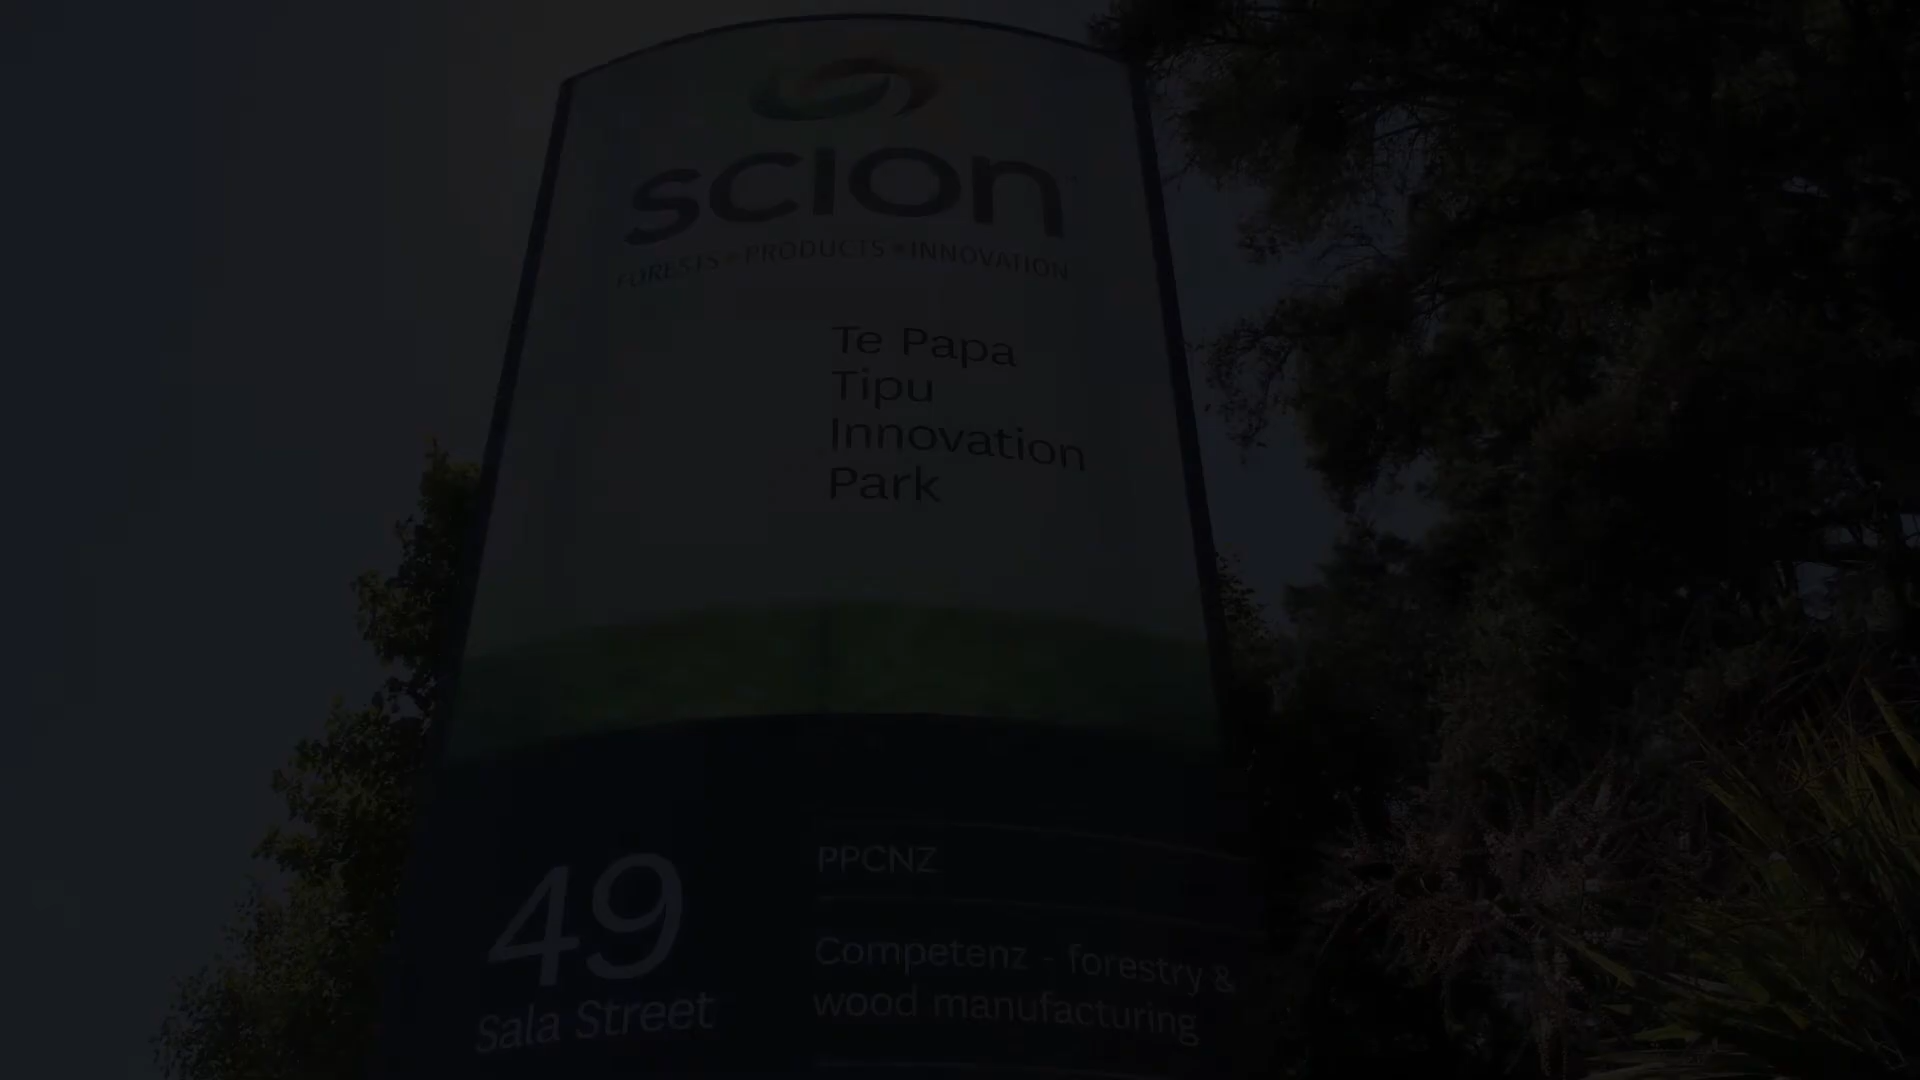 scion
FORESTS • PRODUCTS • INNOVATION
Te Papa
Tipu
Innovation
Park
49
Sala Street
PPCNZ
Competenz - forestry &
wood manufacturing